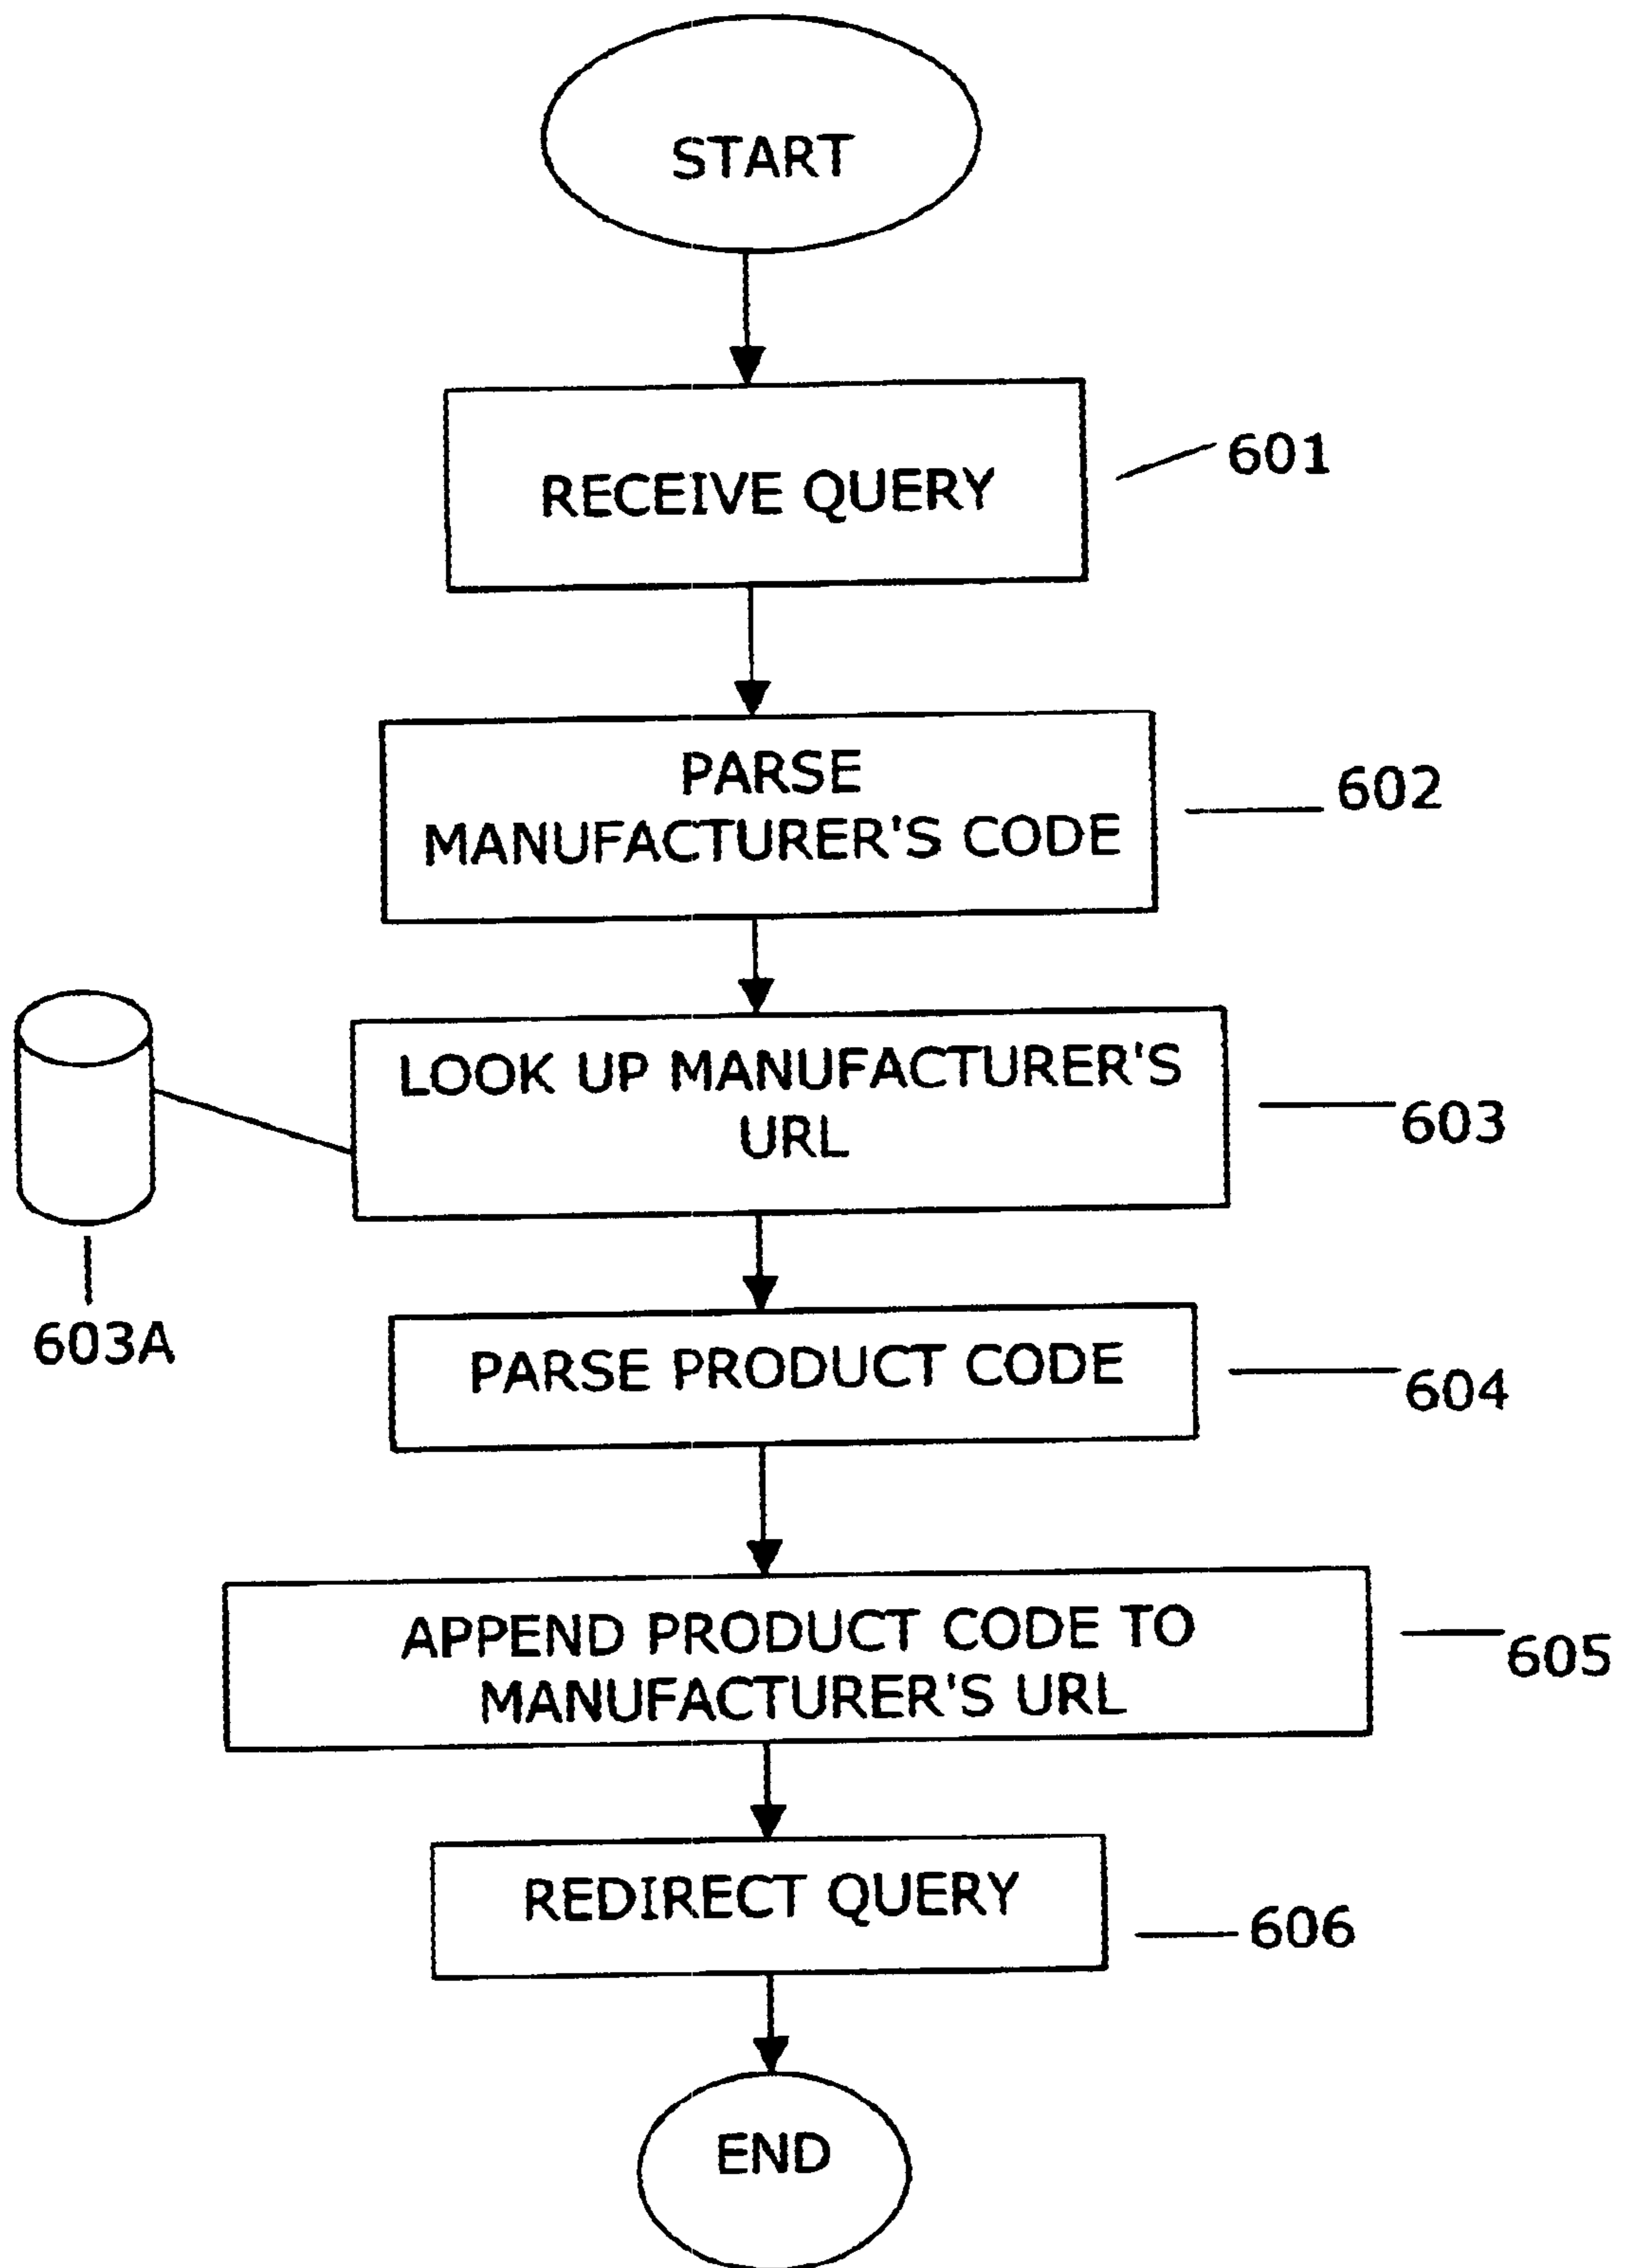 START
RECEIVE QUERY
601
PARSE
MANUFACTURER'S CODE
602
LOOK UP MANUFACTURER'S
URL
603
603A
PARSE PRODUCT CODE
604
APPEND PRODUCT CODE TO
MANUFACTURER'S URL
605
REDIRECT QUERY
606
END